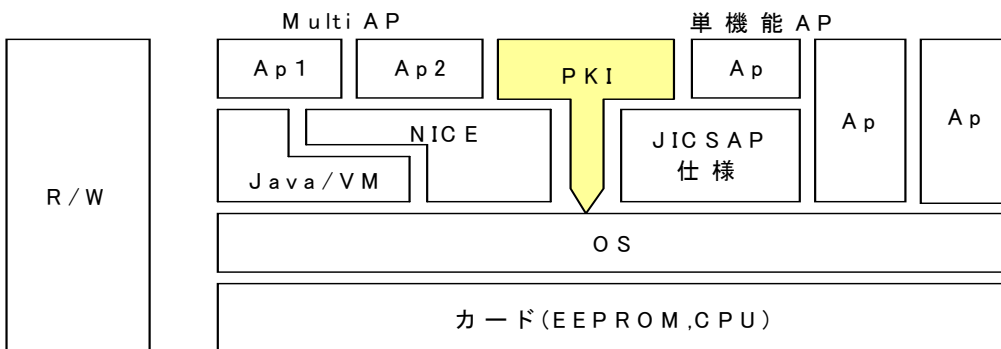 Multi AP
単機能AP
Ap1
Ap2
PKI
Ap
Ap
Ap
NICE
JICSAP
仕様
Java/VM
R/W
OS
カード(EEPROM,CPU)